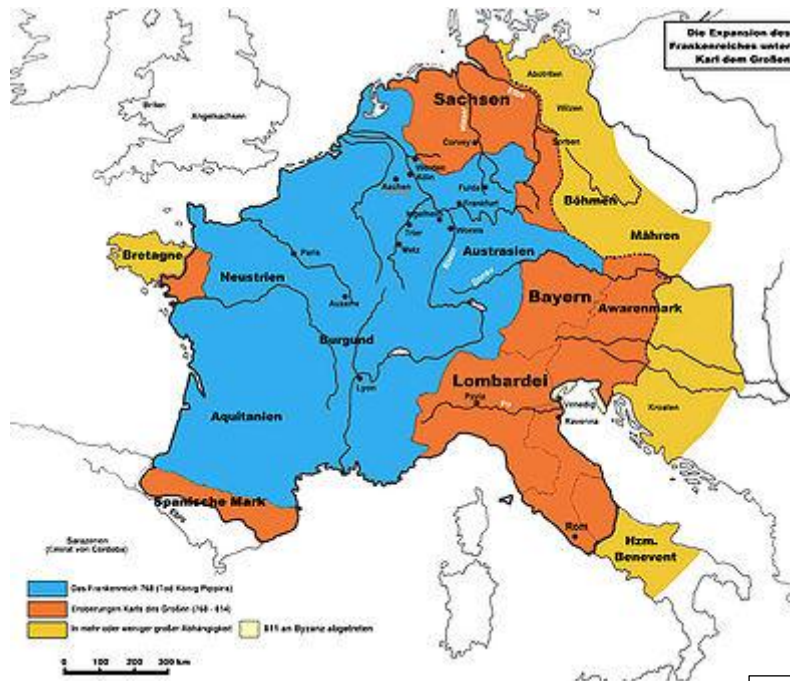 Die Expansion des
Frankenreiches unter
Karl dem Großen
Abotriten
Wilzen
Sachsen
Briten
Angelsachsen
Sorben
Corvey
Verden
Köln
Aachen
Fulda
Frankfurt
Böhmen
Ingelheim
Trier
Worms
Mähren
Bretagne
Paris
Metz
Austrasien
Neustrien
Donau
Bayern
Auxerre
Awarenmark
Burgund
Lombardei
Lyon
Pavia
Po
Venedig
Kroaten
Aquitanien
Ravenna
Spanische Mark
Ebro
Rom
Hzm.
Benevent
Sarazenen
(Emirat von Cordoba)
Das Frankenreich 768 (Tod König Pippins)
Eroberungen Karls des Großen (768 - 814)
In mehr oder weniger großer Abhängigkeit
811 an Byzanz abgetreten
0 100 200 300 km